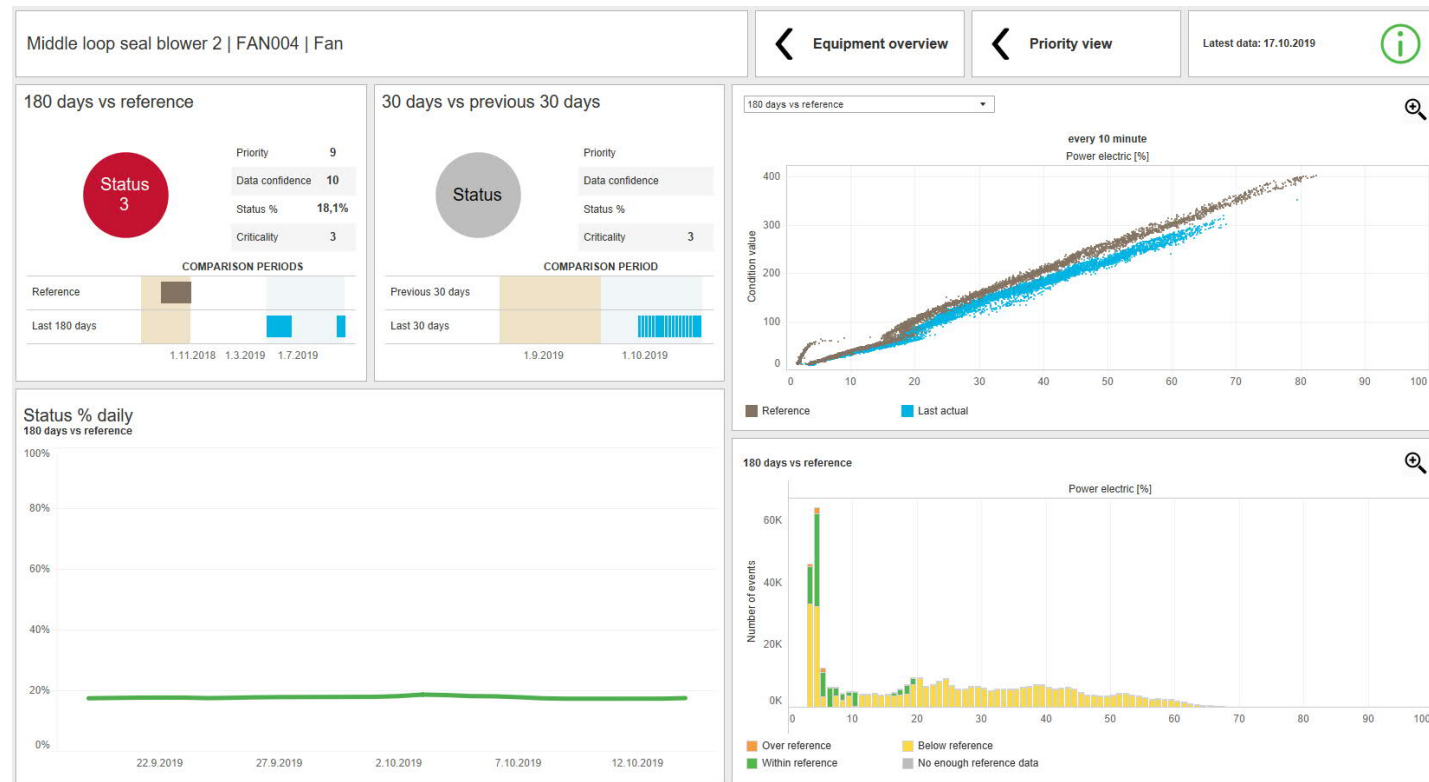 Middle loop seal blower 2 | FAN004 | Fan
Equipment overview
Priority view
Latest data: 17.10.2019
180 days vs reference
Status
3
Priority 9
Data confidence 10
Status % 18,1%
Criticality 3
COMPARISON PERIODS
Reference
Last 180 days
1.11.2018 1.3.2019 1.7.2019
30 days vs previous 30 days
Status
Priority
Data confidence
Status %
Criticality 3
COMPARISON PERIOD
Previous 30 days
Last 30 days
1.9.2019 1.10.2019
180 days vs reference
every 10 minute
Power electric [%]
Condition value
400
300
200
100
0
0 10 20 30 40 50 60 70 80 90 100
Reference Last actual
Status % daily
180 days vs reference
100%
80%
60%
40%
20%
0%
22.9.2019 27.9.2019 2.10.2019 7.10.2019 12.10.2019
180 days vs reference
Power electric [%]
Number of events
60K
40K
20K
0K
0 10 20 30 40 50 60 70 80 90 100
Over reference Below reference
Within reference No enough reference data